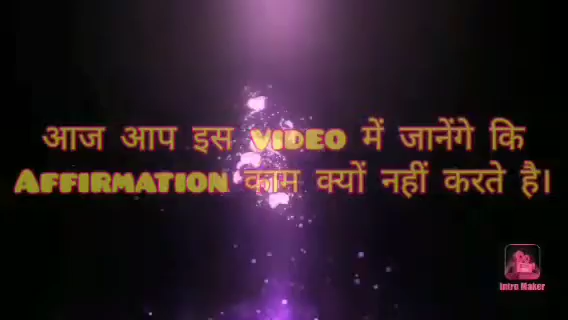 आज आप इस VIDEO में जानेंगे कि
AFFIRMATION काम क्यों नहीं करते है।
Intro Maker